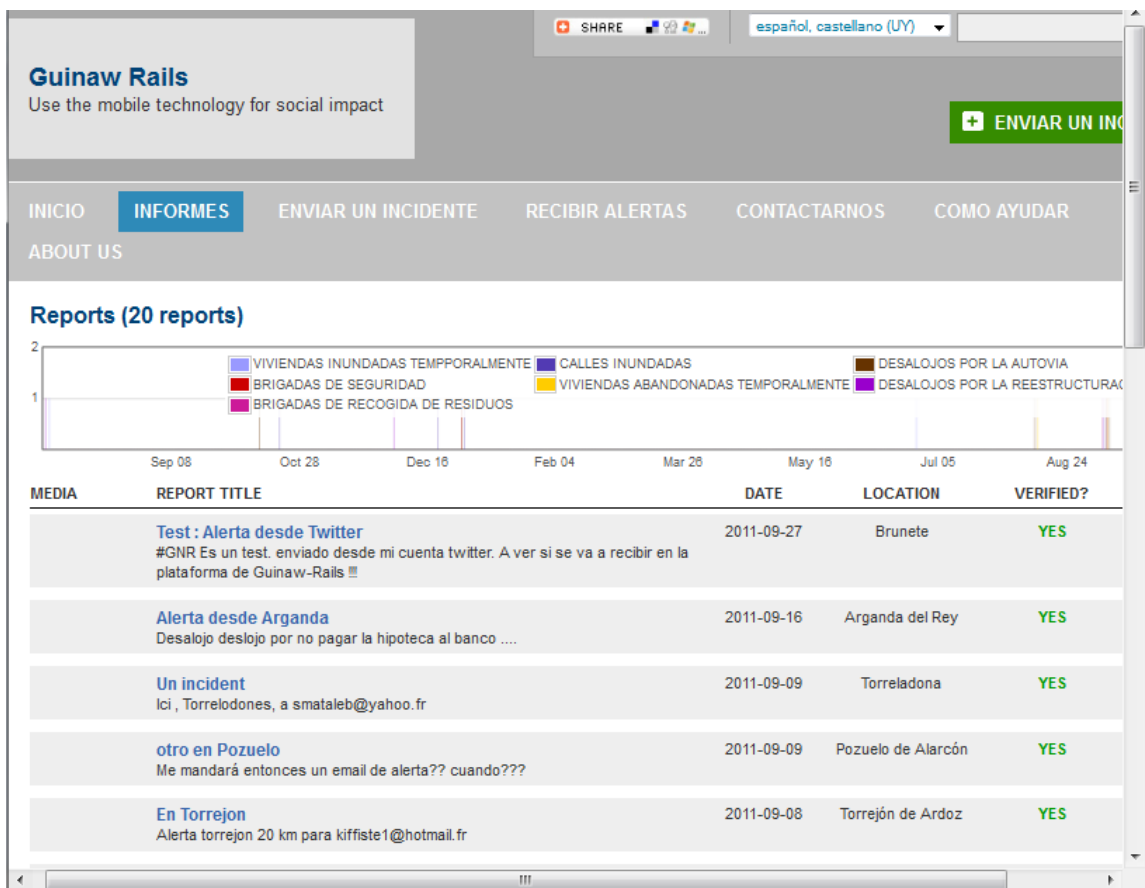 SHARE
español, castellano (UY)
Guinaw Rails
Use the mobile technology for social impact
ENVIAR UN INC
INICIO INFORMES ENVIAR UN INCIDENTE RECIBIR ALERTAS CONTACTARNOS COMO AYUDAR
ABOUT US
Reports (20 reports)
2
VIVIENDAS INUNDADAS TEMPPORALMENTE CALLES INUNDADAS DESALOJOS POR LA AUTOVIA
BRIGADAS DE SEGURIDAD VIVIENDAS ABANDONADAS TEMPORALMENTE DESALOJOS POR LA REESTRUCTURAC
1
BRIGADAS DE RECOGIDA DE RESIDUOS
Sep 08 Oct 28 Dec 16 Feb 04 Mar 26 May 16 Jul 05 Aug 24
MEDIA REPORT TITLE DATE LOCATION VERIFIED?
Test : Alerta desde Twitter 2011-09-27 Brunete YES
#GNR Es un test. enviado desde mi cuenta twitter. A ver si se va a recibir en la
plataforma de Guinaw-Rails !!!
Alerta desde Arganda 2011-09-16 Arganda del Rey YES
Desalojo deslojo por no pagar la hipoteca al banco ....
Un incident 2011-09-09 Torreladona YES
Ici , Torrelodones, a smataleb@yahoo.fr
otro en Pozuelo 2011-09-09 Pozuelo de Alarcón YES
Me mandará entonces un email de alerta?? cuando???
En Torrejon 2011-09-08 Torrejón de Ardoz YES
Alerta torrejon 20 km para kiffiste1@hotmail.fr